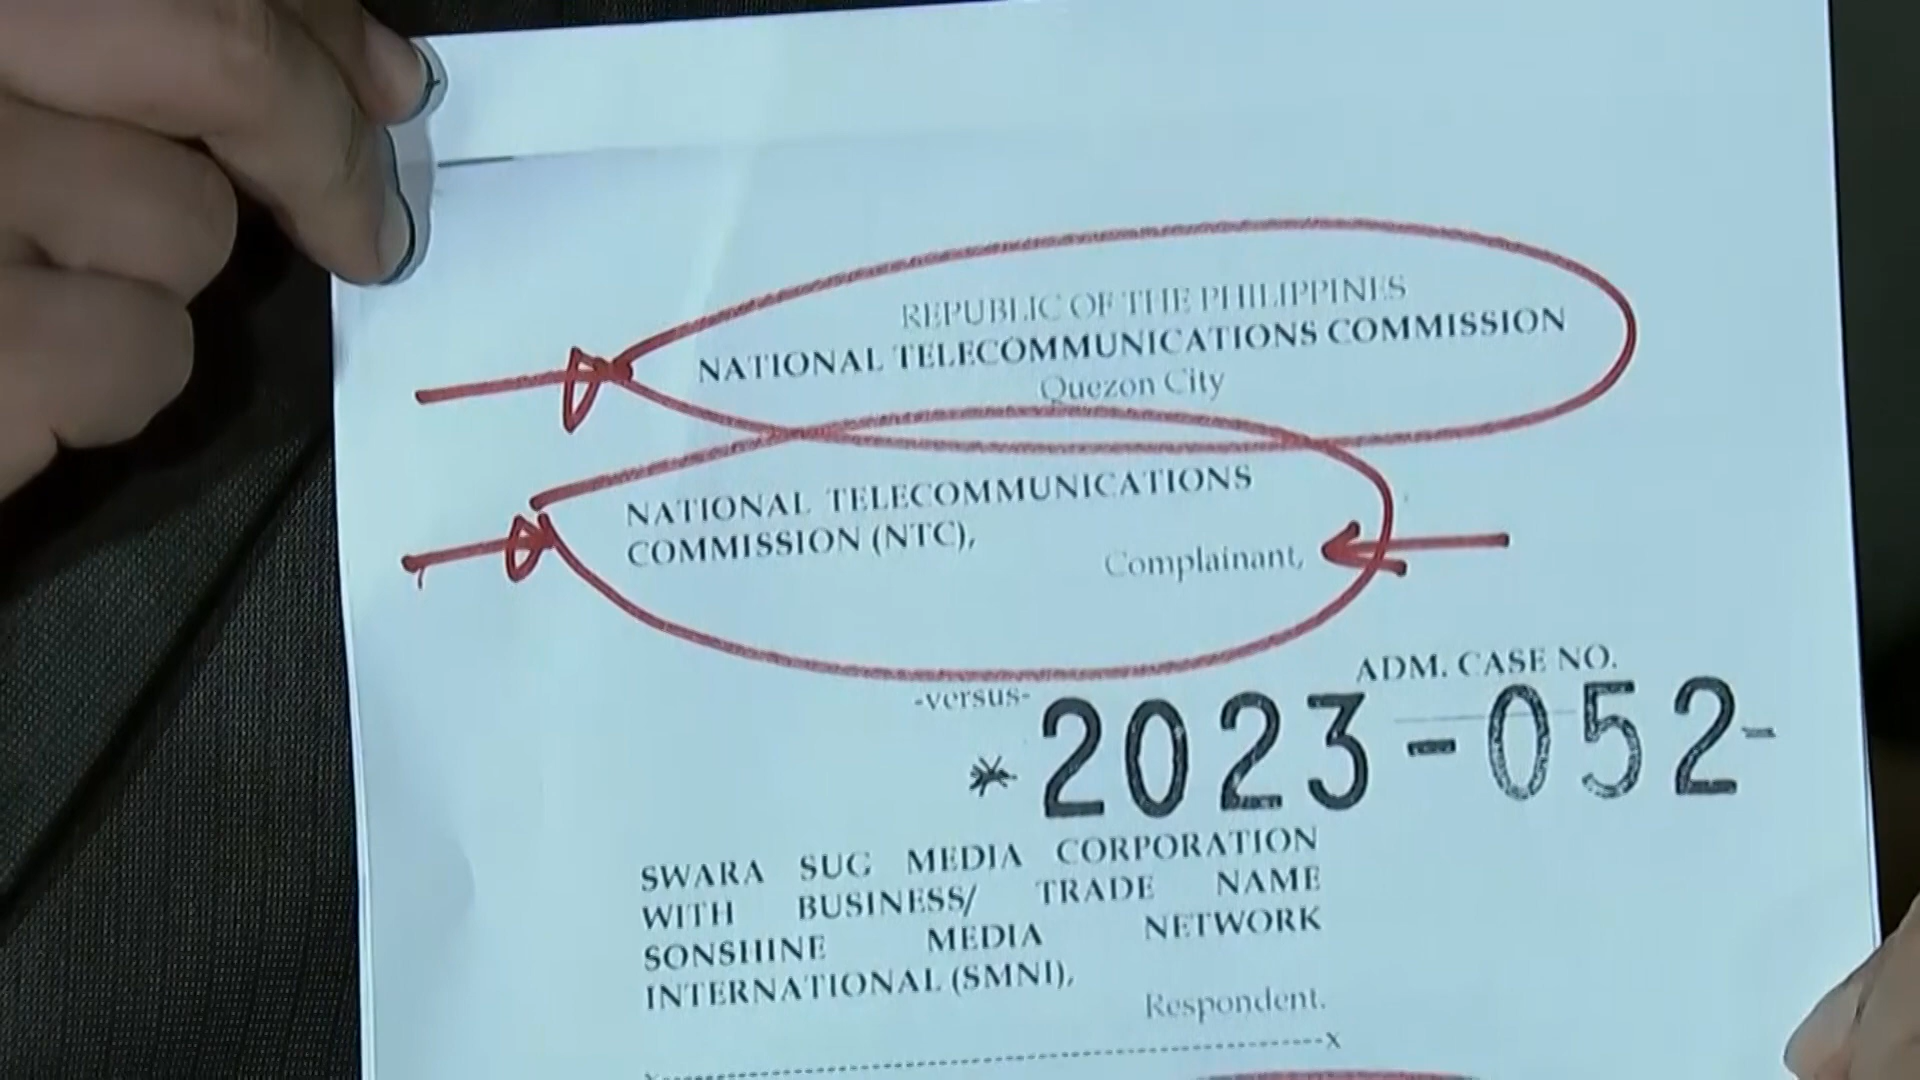 REPUBLIC OF THE PHILIPPINES
NATIONAL TELECOMMUNICATIONS COMMISSION
Quezon City
NATIONAL TELECOMMUNICATIONS
COMMISSION (NTC),
Complainant,
-versus-
ADM. CASE NO.
*2023-052-
SWARA SUG MEDIA CORPORATION
WITH BUSINESS/ TRADE NAME
SONSHINE MEDIA NETWORK
INTERNATIONAL (SMNI),
Respondent.
x-----------------------------------------------x